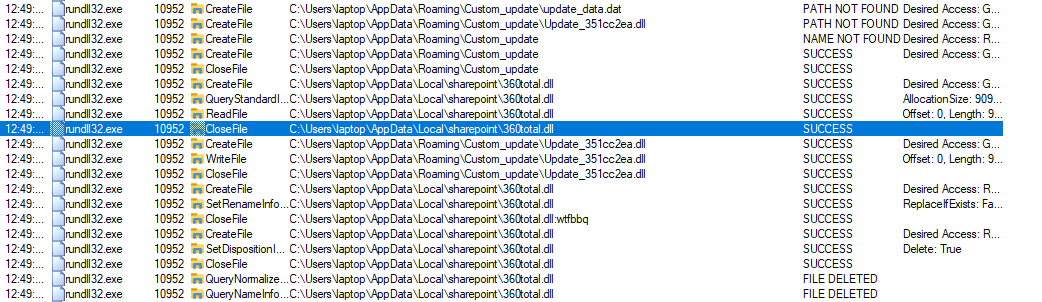 12:49:... rundll32.exe 10952 CreateFile C:\Users\laptop\AppData\Roaming\Custom_update\update_data.dat PATH NOT FOUND Desired Access: G...
12:49:... rundll32.exe 10952 CreateFile C:\Users\laptop\AppData\Roaming\Custom_update\Update_351cc2ea.dll PATH NOT FOUND Desired Access: G...
12:49:... rundll32.exe 10952 CreateFile C:\Users\laptop\AppData\Roaming\Custom_update NAME NOT FOUND Desired Access: R...
12:49:... rundll32.exe 10952 CreateFile C:\Users\laptop\AppData\Roaming\Custom_update SUCCESS Desired Access: G...
12:49:... rundll32.exe 10952 CloseFile C:\Users\laptop\AppData\Roaming\Custom_update SUCCESS
12:49:... rundll32.exe 10952 CreateFile C:\Users\laptop\AppData\Local\sharepoint\360total.dll SUCCESS Desired Access: G...
12:49:... rundll32.exe 10952 QueryStandardI... C:\Users\laptop\AppData\Local\sharepoint\360total.dll SUCCESS AllocationSize: 909...
12:49:... rundll32.exe 10952 ReadFile C:\Users\laptop\AppData\Local\sharepoint\360total.dll SUCCESS Offset: 0, Length: 9...
12:49:... rundll32.exe 10952 CloseFile C:\Users\laptop\AppData\Local\sharepoint\360total.dll SUCCESS
12:49:... rundll32.exe 10952 CreateFile C:\Users\laptop\AppData\Roaming\Custom_update\Update_351cc2ea.dll SUCCESS Desired Access: G...
12:49:... rundll32.exe 10952 WriteFile C:\Users\laptop\AppData\Roaming\Custom_update\Update_351cc2ea.dll SUCCESS Offset: 0, Length: 9...
12:49:... rundll32.exe 10952 CloseFile C:\Users\laptop\AppData\Roaming\Custom_update\Update_351cc2ea.dll SUCCESS
12:49:... rundll32.exe 10952 CreateFile C:\Users\laptop\AppData\Local\sharepoint\360total.dll SUCCESS Desired Access: R...
12:49:... rundll32.exe 10952 SetRenameInfo... C:\Users\laptop\AppData\Local\sharepoint\360total.dll SUCCESS ReplaceIfExists: Fa...
12:49:... rundll32.exe 10952 CloseFile C:\Users\laptop\AppData\Local\sharepoint\360total.dll:wtfbbq SUCCESS
12:49:... rundll32.exe 10952 CreateFile C:\Users\laptop\AppData\Local\sharepoint\360total.dll SUCCESS Desired Access: R...
12:49:... rundll32.exe 10952 SetDispositionI... C:\Users\laptop\AppData\Local\sharepoint\360total.dll SUCCESS Delete: True
12:49:... rundll32.exe 10952 CloseFile C:\Users\laptop\AppData\Local\sharepoint\360total.dll SUCCESS
12:49:... rundll32.exe 10952 QueryNormalize... C:\Users\laptop\AppData\Local\sharepoint\360total.dll FILE DELETED
12:49:... rundll32.exe 10952 QueryNameInfo... C:\Users\laptop\AppData\Local\sharepoint\360total.dll FILE DELETED